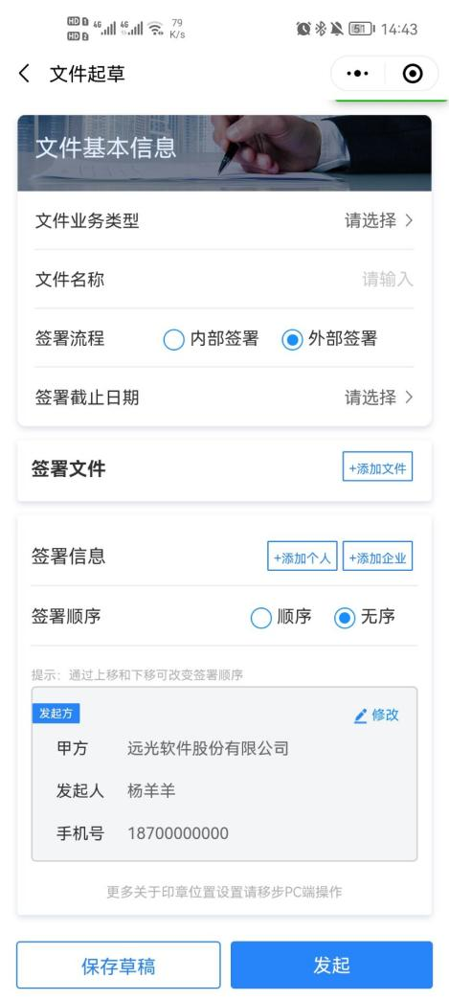 HD 1 4G 4G 79 K/s HD 2 51 14:43
文件起草
文件基本信息
文件业务类型 请选择 >
文件名称 请输入
签署流程 内部签署 外部签署
签署截止日期 请选择 >
签署文件 +添加文件
签署信息 +添加个人 +添加企业
签署顺序 顺序 无序
提示：通过上移和下移可改变签署顺序
发起方 修改
甲方 远光软件股份有限公司
发起人 杨羊羊
手机号 18700000000
更多关于印章位置设置请移步PC端操作
保存草稿 发起